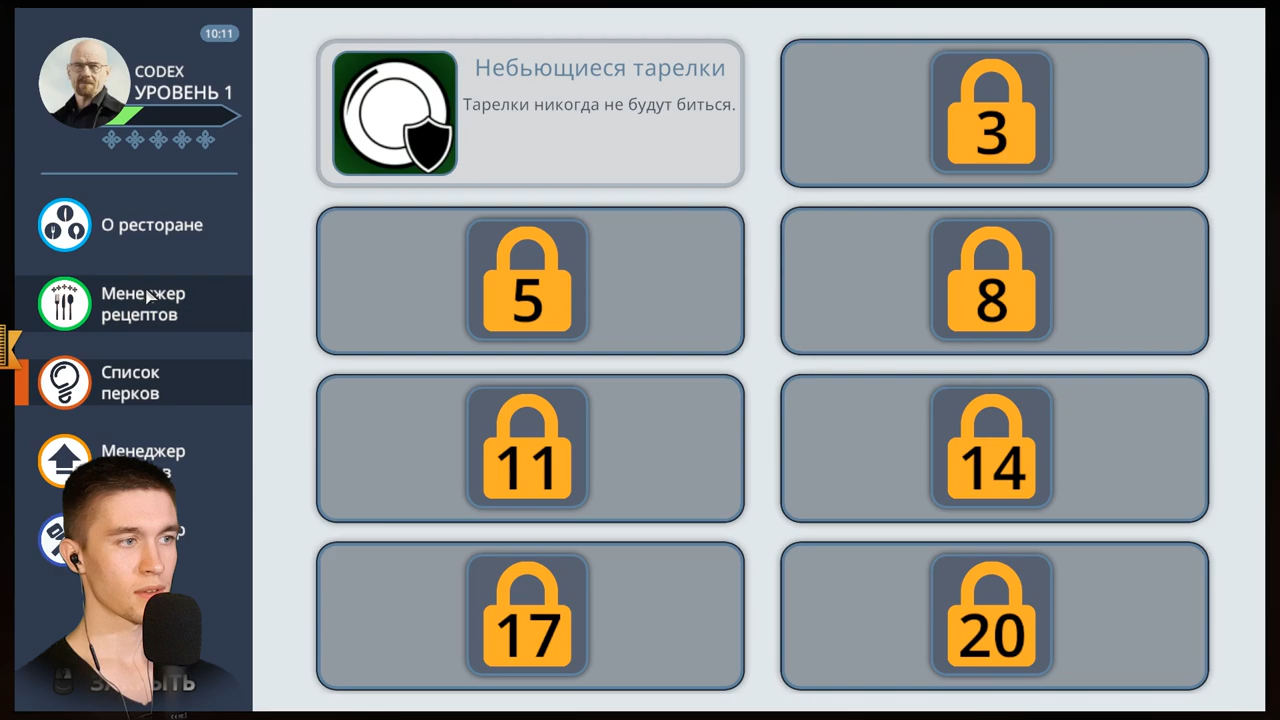 10:11
CODEX
УРОВЕНЬ 1
О ресторане
Менеджер
рецептов
Список
перков
Менеджер
Небьющиеся тарелки
Тарелки никогда не будут биться.
3
5
8
11
14
17
20